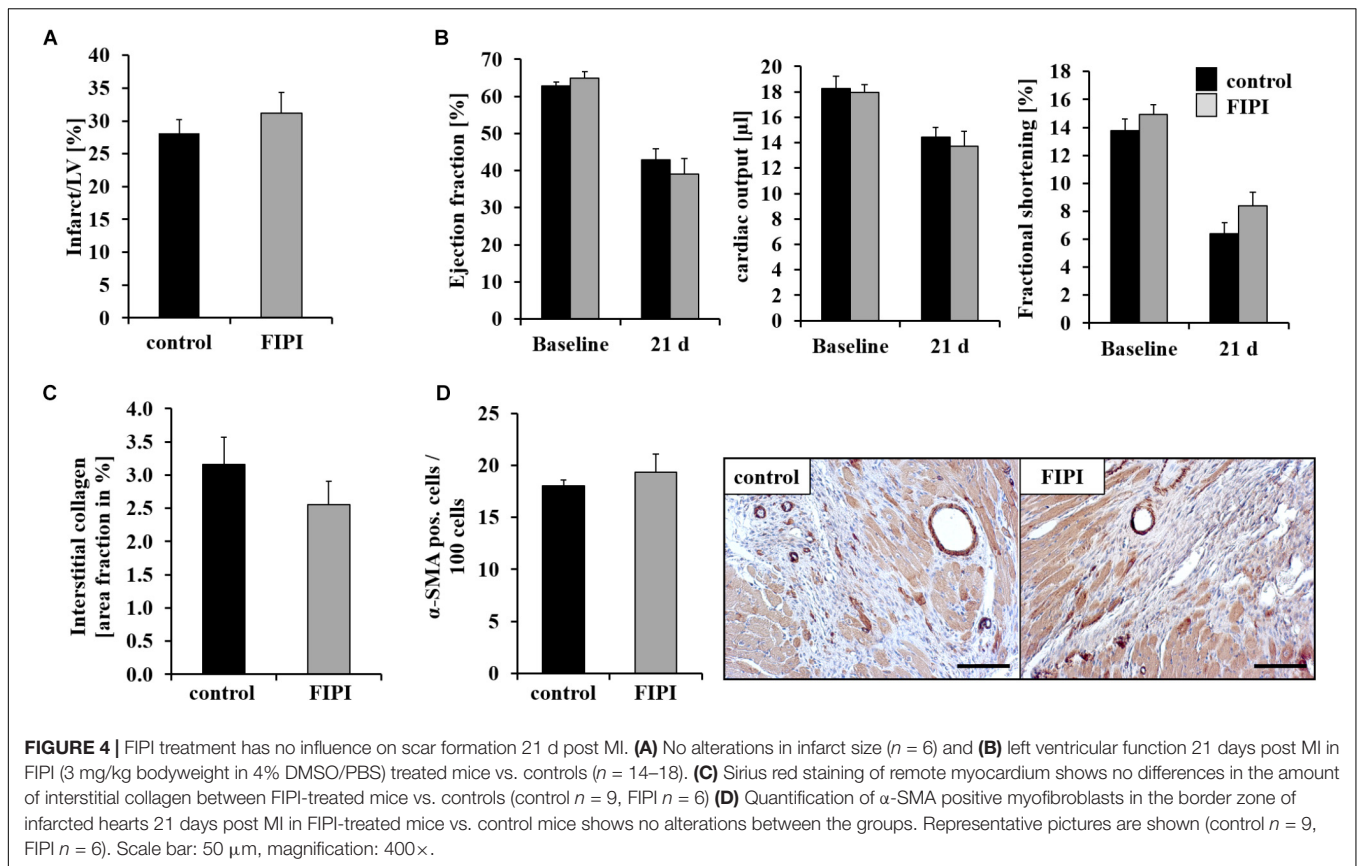 A
Infarct/LV [%]
40
35
30
25
20
15
10
5
0
control
FIPI
B
Ejection fraction [%]
70
60
50
40
30
20
10
0
Baseline
21 d
cardiac output [µl]
20
18
16
14
12
10
8
6
4
2
0
Baseline
21 d
Fractional shortening [%]
18
16
14
12
10
8
6
4
2
0
Baseline
21 d
control
FIPI
C
Interstitial collagen
[area fraction in %]
4.0
3.5
3.0
2.5
2.0
1.5
1.0
0.5
0.0
control
FIPI
D
α-SMA pos. cells /
100 cells
25
20
15
10
5
0
control
FIPI
control
FIPI
FIGURE 4 | FIPI treatment has no influence on scar formation 21 d post MI. (A) No alterations in infarct size (n = 6) and (B) left ventricular function 21 days post MI in
FIPI (3 mg/kg bodyweight in 4% DMSO/PBS) treated mice vs. controls (n = 14–18). (C) Sirius red staining of remote myocardium shows no differences in the amount
of interstitial collagen between FIPI-treated mice vs. controls (control n = 9, FIPI n = 6) (D) Quantification of α-SMA positive myofibroblasts in the border zone of
infarcted hearts 21 days post MI in FIPI-treated mice vs. control mice shows no alterations between the groups. Representative pictures are shown (control n = 9,
FIPI n = 6). Scale bar: 50 μm, magnification: 400×.